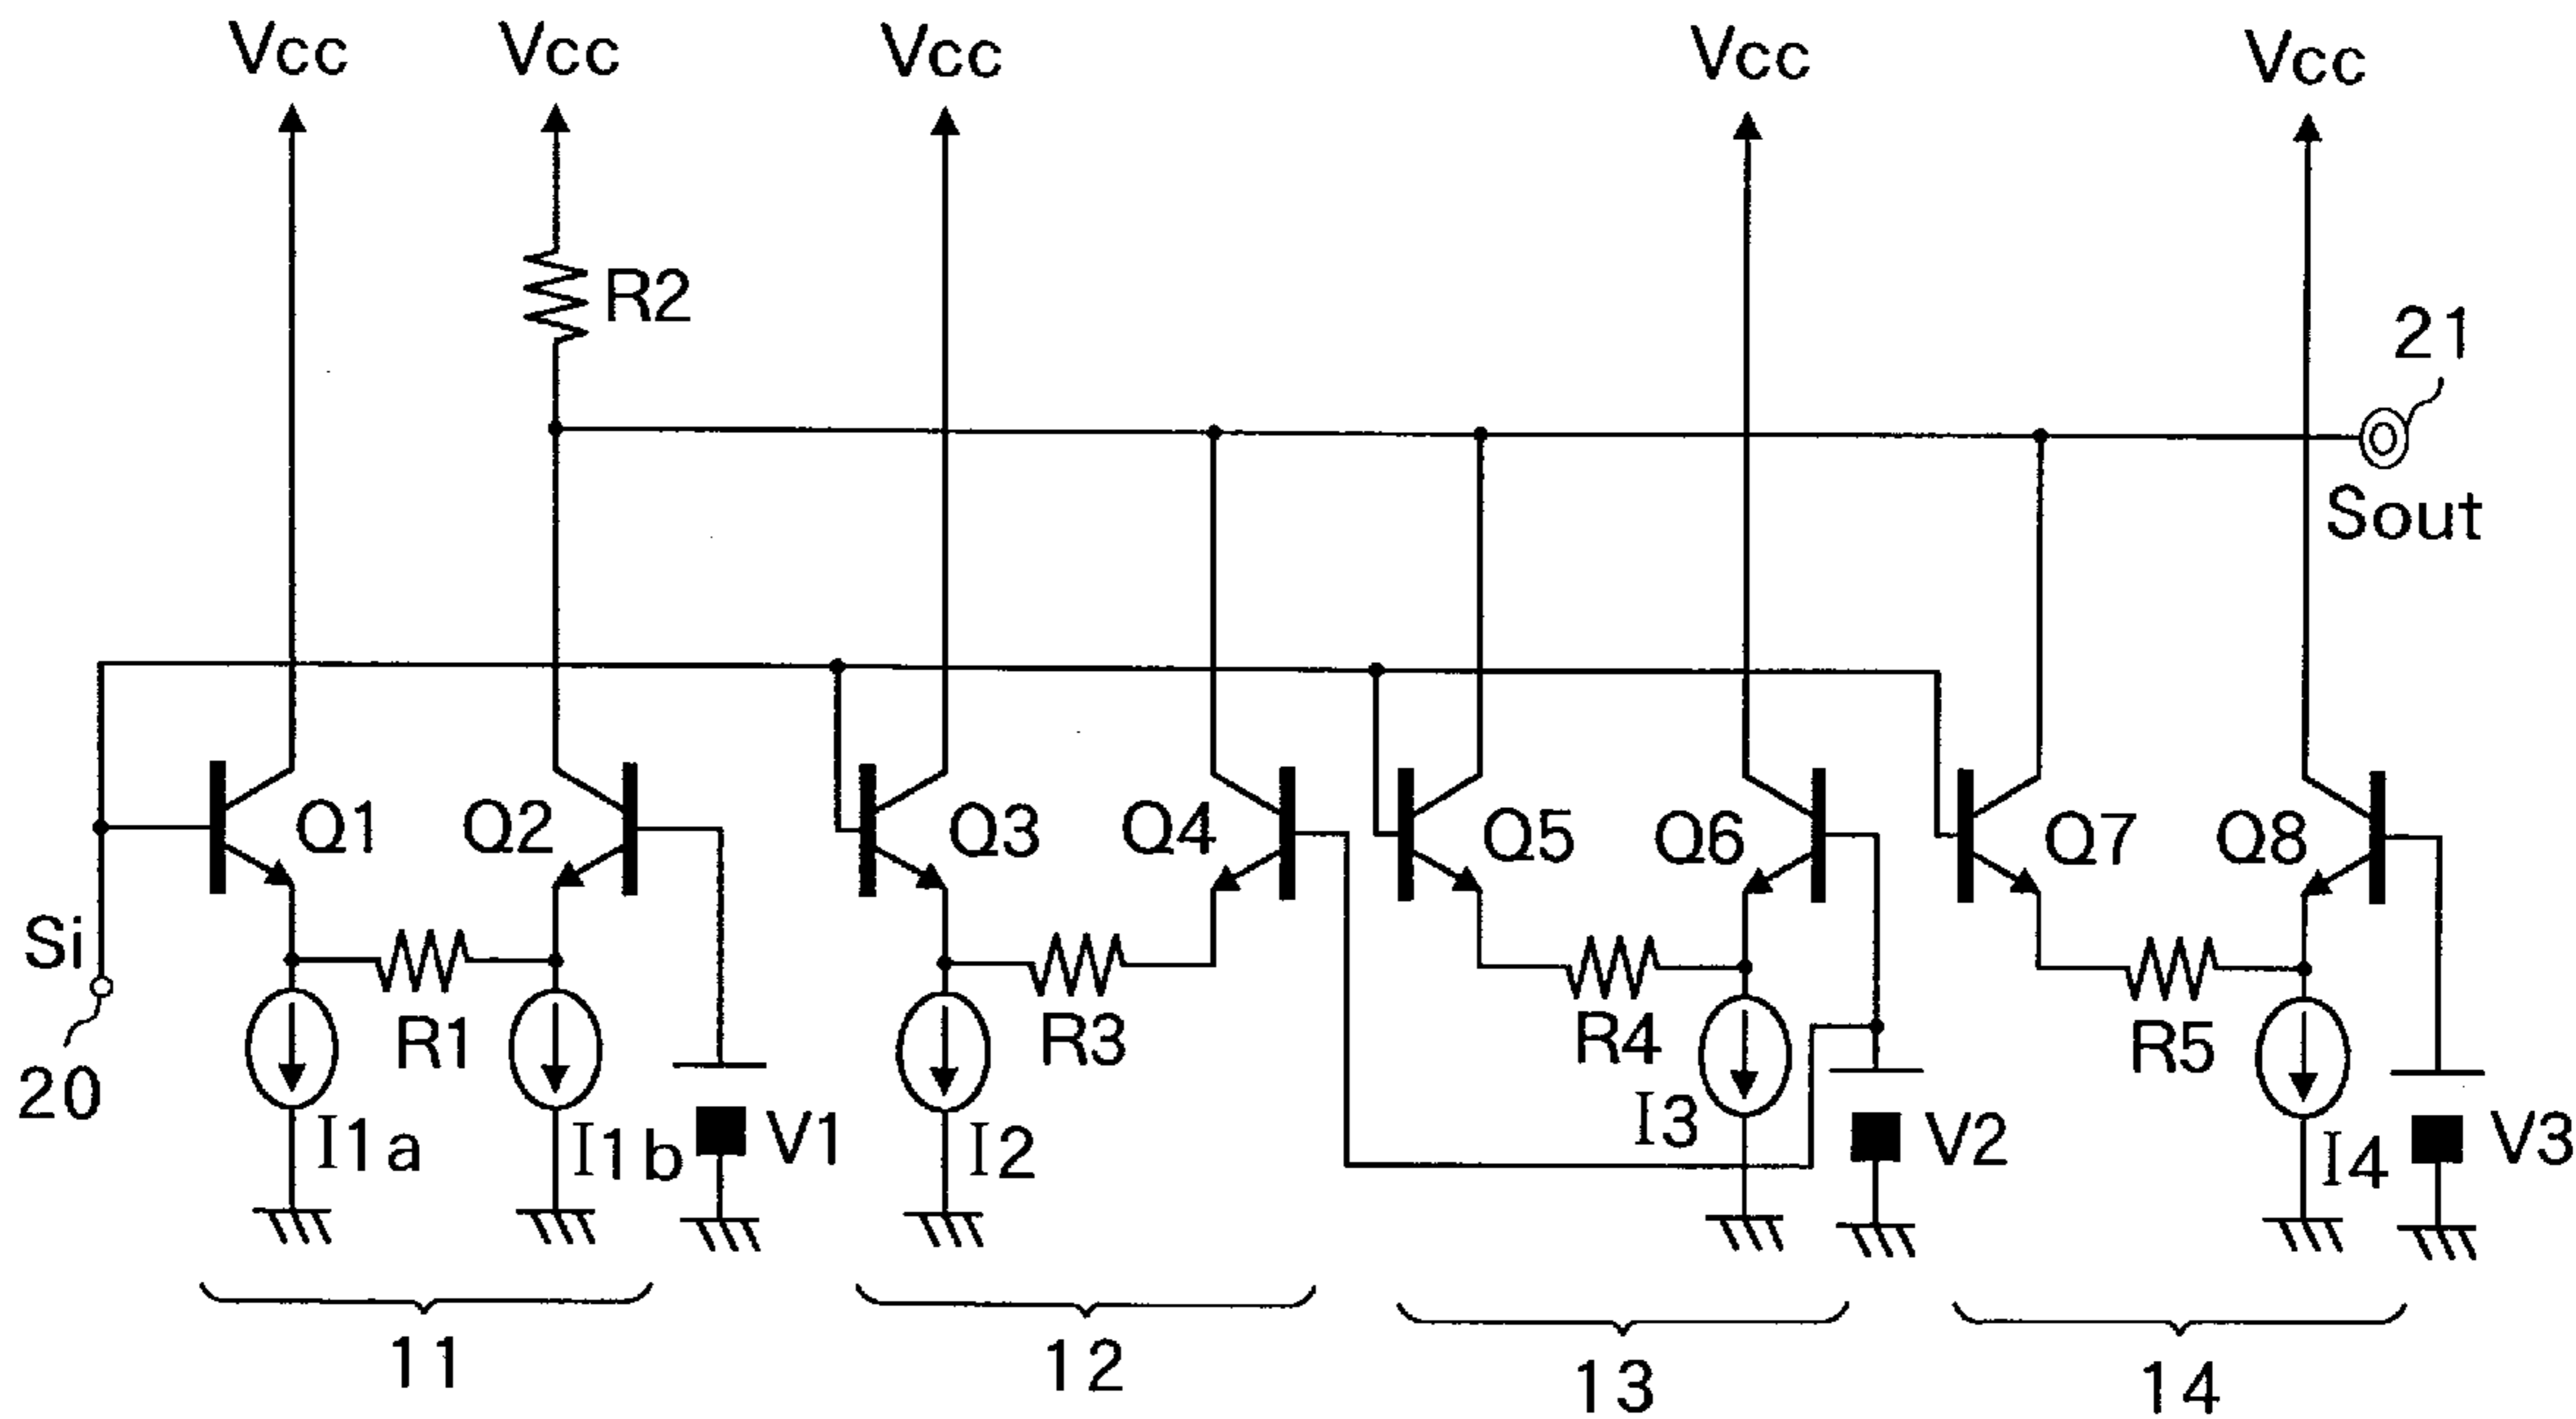 Vcc Vcc Vcc Vcc Vcc
R2
21
Sout
Q1 Q2 Q3 Q4 Q5 Q6 Q7 Q8
Si
R1 R3 R4 R5
20
I1a I1b V1 I2 I3 V2 I4 V3
11 12 13 14